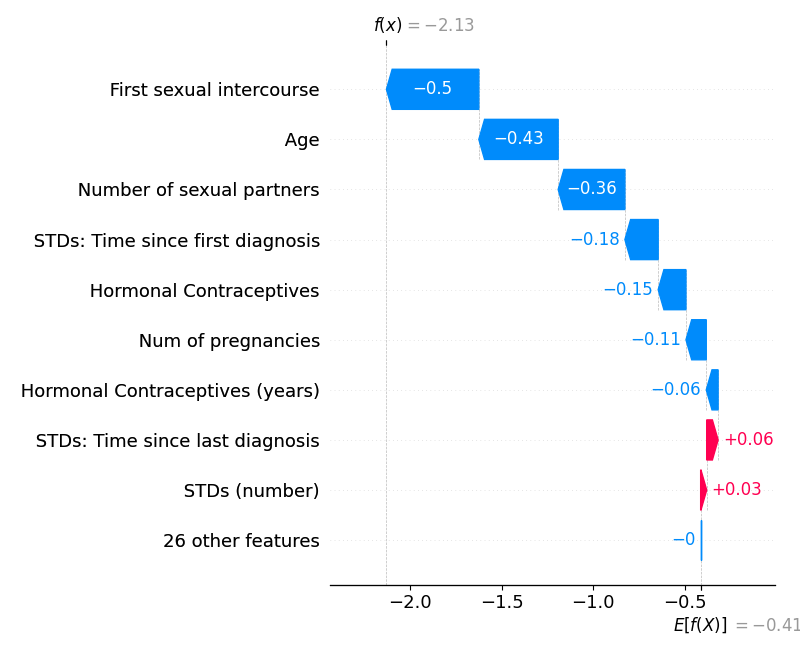 f(x) = −2.13
First sexual intercourse −0.5
Age −0.43
Number of sexual partners −0.36
STDs: Time since first diagnosis −0.18
Hormonal Contraceptives −0.15
Num of pregnancies −0.11
Hormonal Contraceptives (years) −0.06
STDs: Time since last diagnosis +0.06
STDs (number) +0.03
26 other features −0
−2.0 −1.5 −1.0 −0.5
E[f(X)] = −0.41